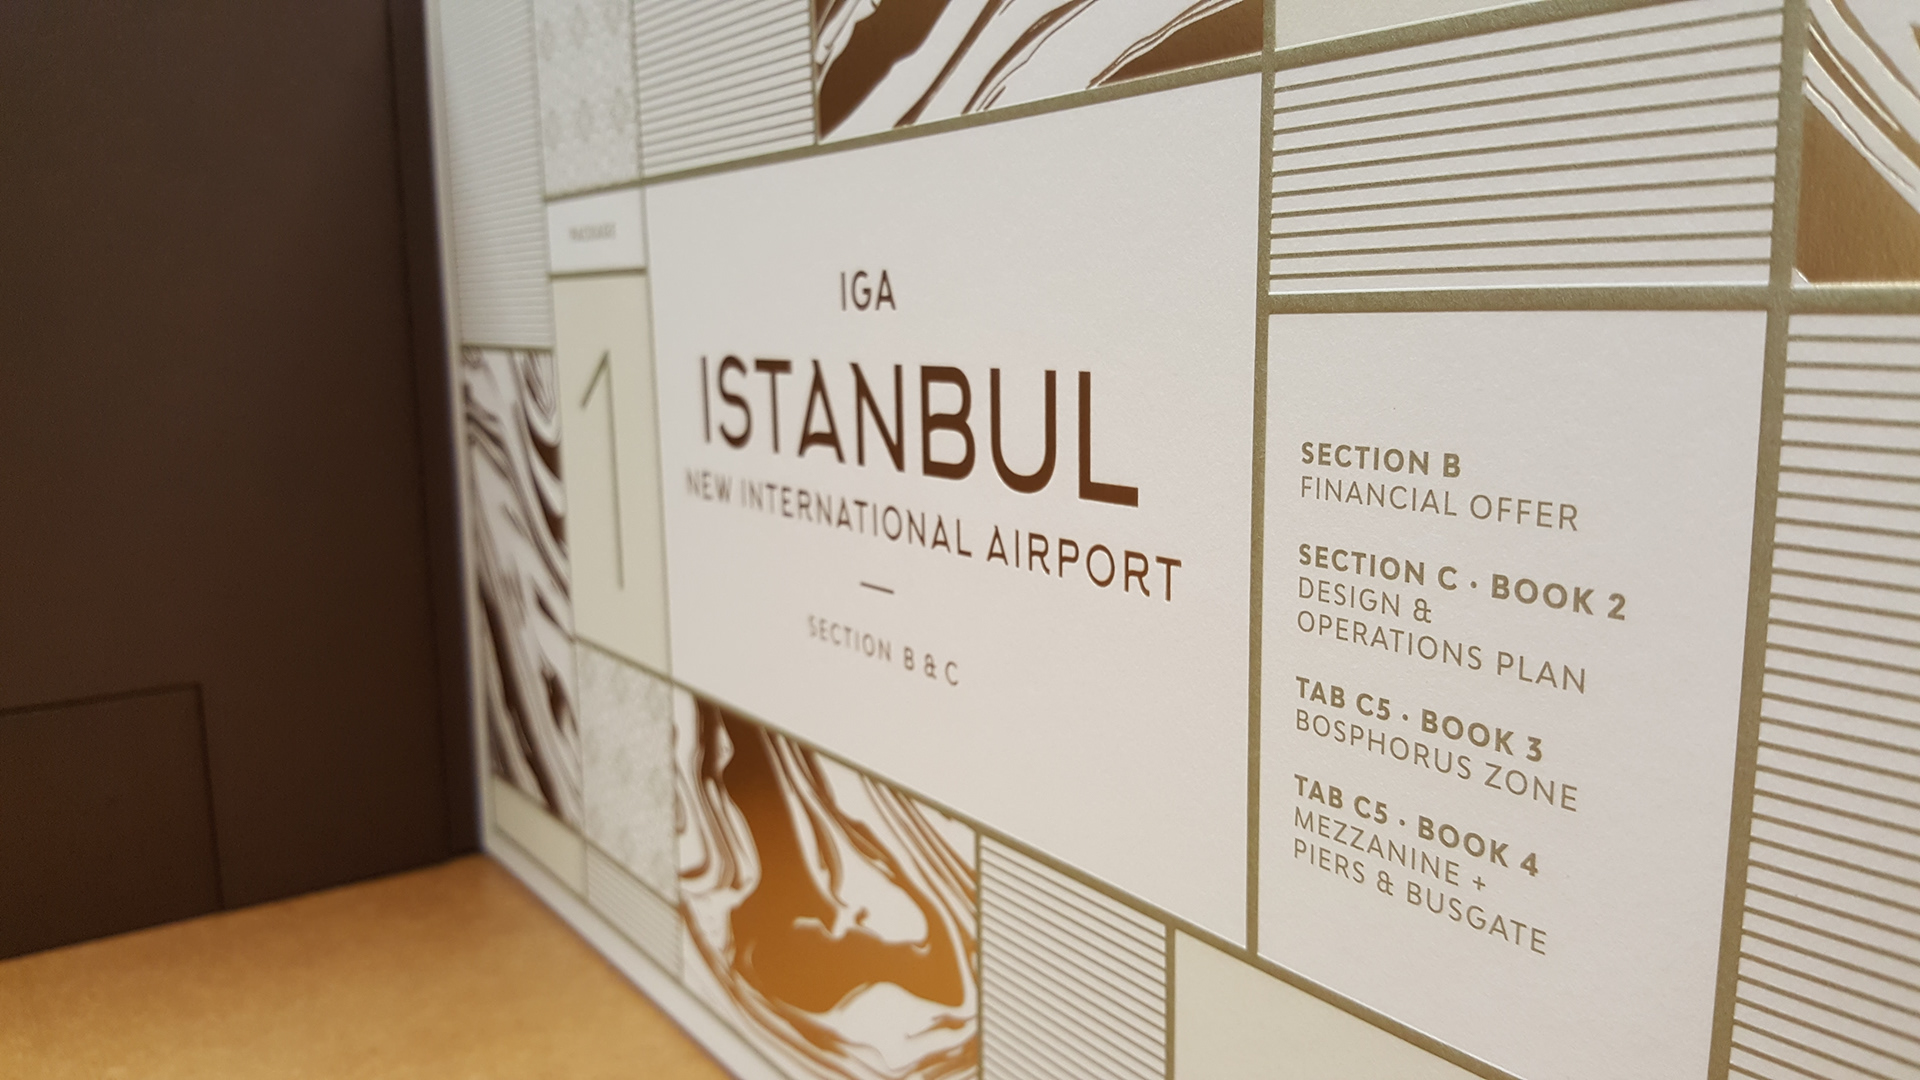 PACKAGE
1
IGA
ISTANBUL
NEW INTERNATIONAL AIRPORT
SECTION B & C
SECTION B
FINANCIAL OFFER
SECTION C · BOOK 2
DESIGN &
OPERATIONS PLAN
TAB C5 · BOOK 3
BOSPHORUS ZONE
TAB C5 · BOOK 4
MEZZANINE +
PIERS & BUSGATE